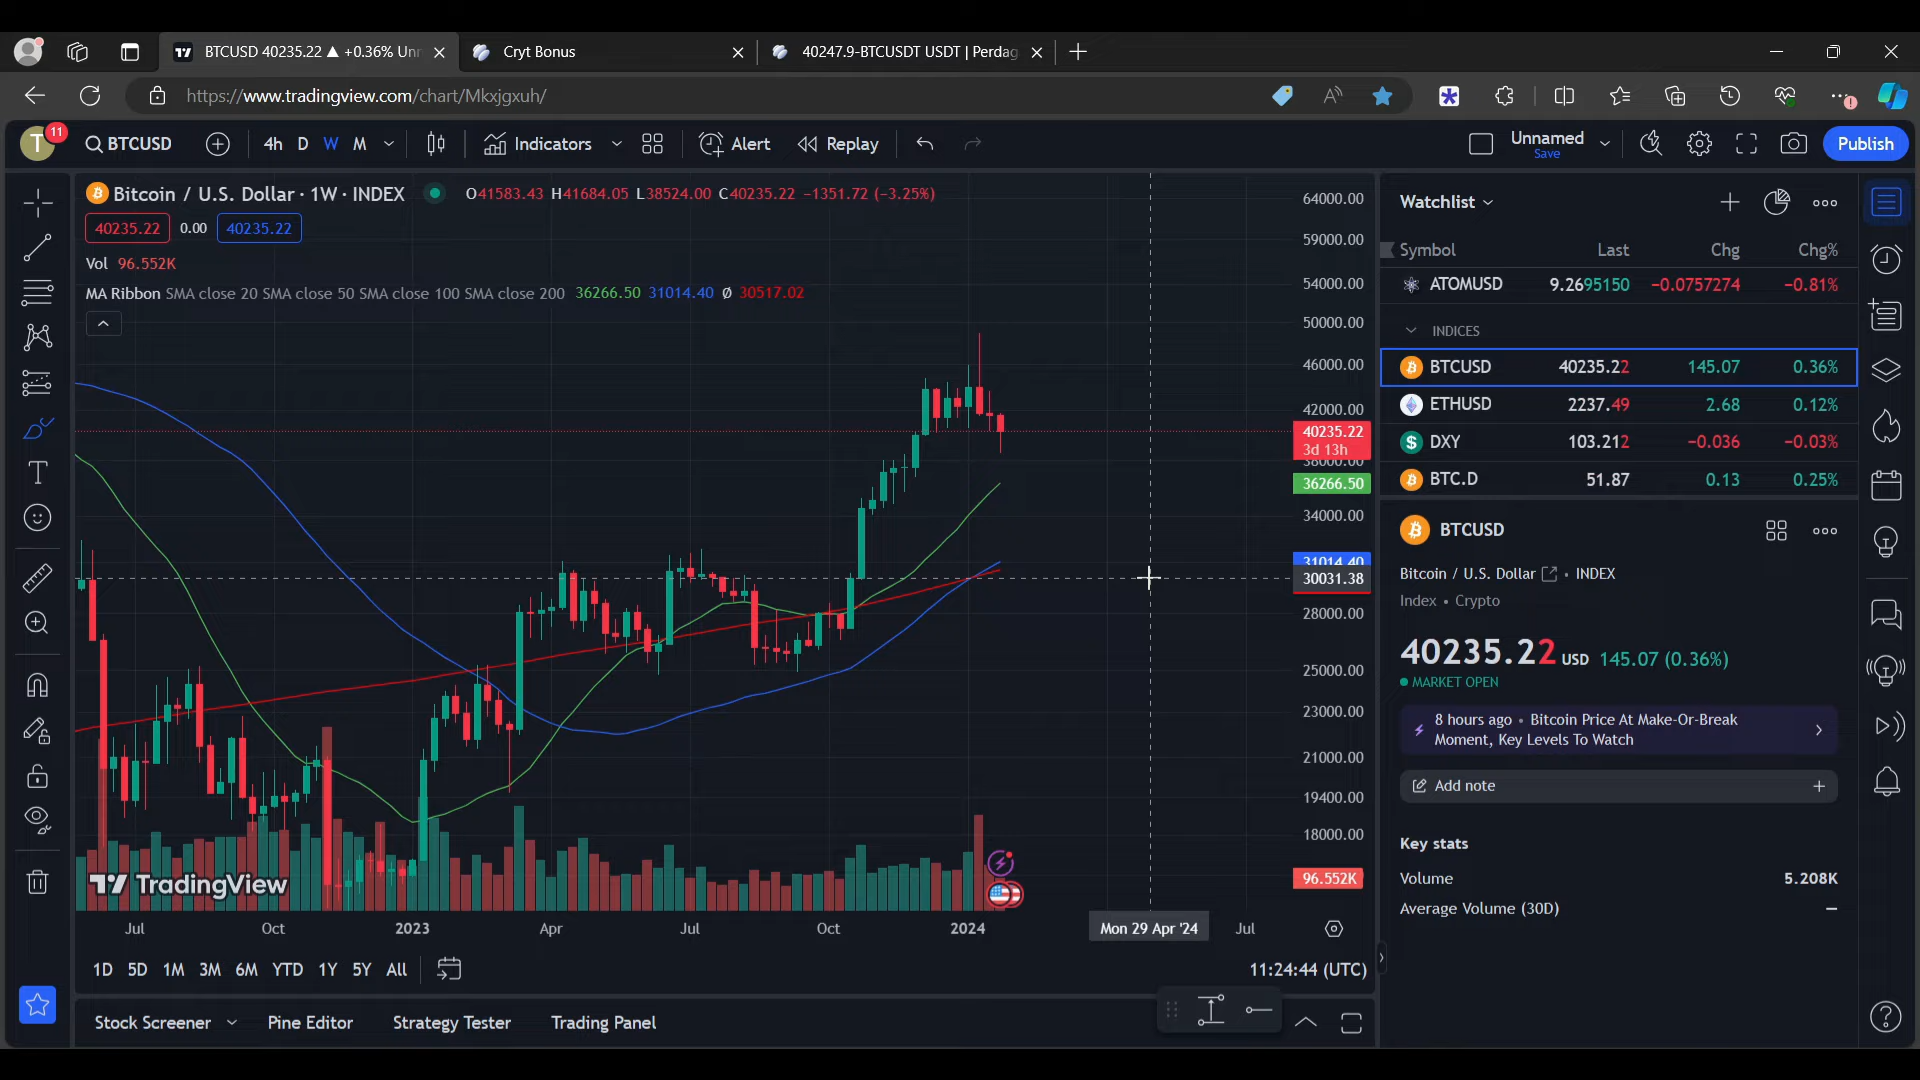 BTCUSD 40235.22 ▲ +0.36% Unr
Cryt Bonus
40247.9-BTCUSDT USDT | Perdag
https://www.tradingview.com/chart/Mkxjgxuh/
T 11 BTCUSD 4h D W M Indicators Alert Replay Unnamed Save Publish
Bitcoin / U.S. Dollar · 1W · INDEX O41583.43 H41684.05 L38524.00 C40235.22 −1351.72 (−3.25%)
40235.22 0.00 40235.22
Vol 96.552K
MA Ribbon SMA close 20 SMA close 50 SMA close 100 SMA close 200 36266.50 31014.40 Ø 30517.02
64000.00
59000.00
54000.00
50000.00
46000.00
42000.00
40235.22
3d 13h
38000.00
36266.50
34000.00
31014.40
30031.38
28000.00
25000.00
23000.00
21000.00
19400.00
18000.00
96.552K
TradingView
Jul Oct 2023 Apr Jul Oct 2024 Mon 29 Apr '24 Jul
1D 5D 1M 3M 6M YTD 1Y 5Y All 11:24:44 (UTC)
Stock Screener Pine Editor Strategy Tester Trading Panel
Watchlist
Symbol Last Chg Chg%
ATOMUSD 9.2695150 −0.0757274 −0.81%
INDICES
BTCUSD 40235.22 145.07 0.36%
ETHUSD 2237.49 2.68 0.12%
DXY 103.212 −0.036 −0.03%
BTC.D 51.87 0.13 0.25%
BTCUSD
Bitcoin / U.S. Dollar • INDEX
Index • Crypto
40235.22 USD 145.07 (0.36%)
MARKET OPEN
8 hours ago • Bitcoin Price At Make-Or-Break
Moment, Key Levels To Watch
Add note
Key stats
Volume 5.208K
Average Volume (30D) —